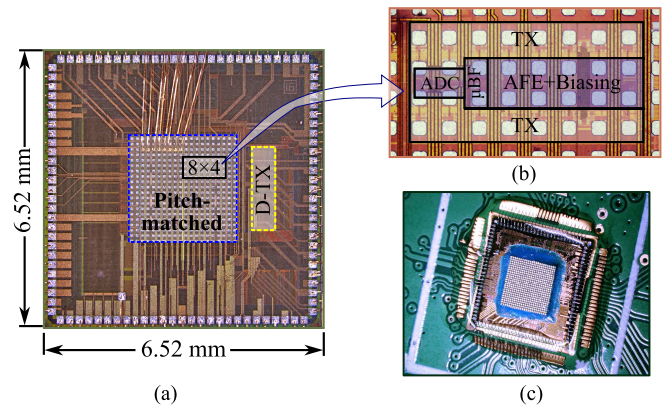 6.52 mm
8×4
Pitch-
matched
D-TX
6.52 mm
(a)
TX
ADC
μBF
AFE+Biasing
TX
(b)
(c)